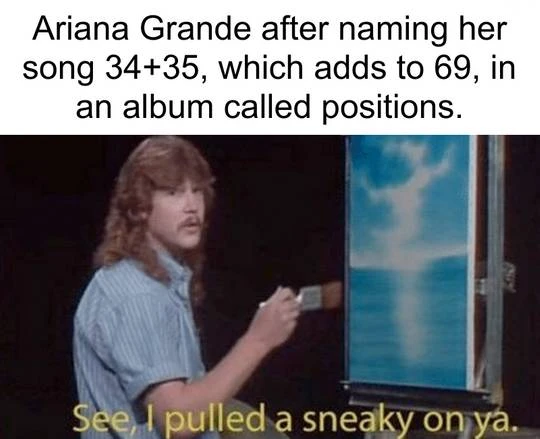 Ariana Grande after naming her
song 34+35, which adds to 69, in
an album called positions.
See, I pulled a sneaky on ya.